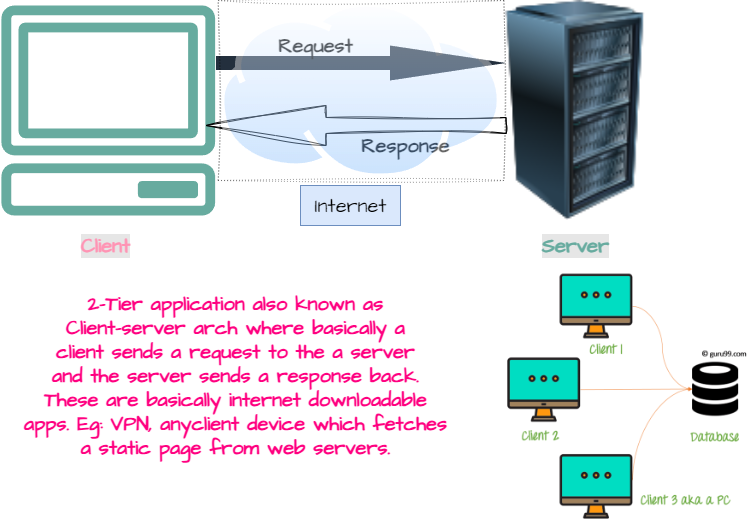 Request
Response
Internet
Client
Server
2-Tier application also known as
Client-server arch where basically a
client sends a request to the a server
and the server sends a response back.
These are basically internet downloadable
apps. Eg: VPN, anyclient device which fetches
a static page from web servers.
Client 1
© guru99.com
Client 2
Database
Client 3 aka a PC